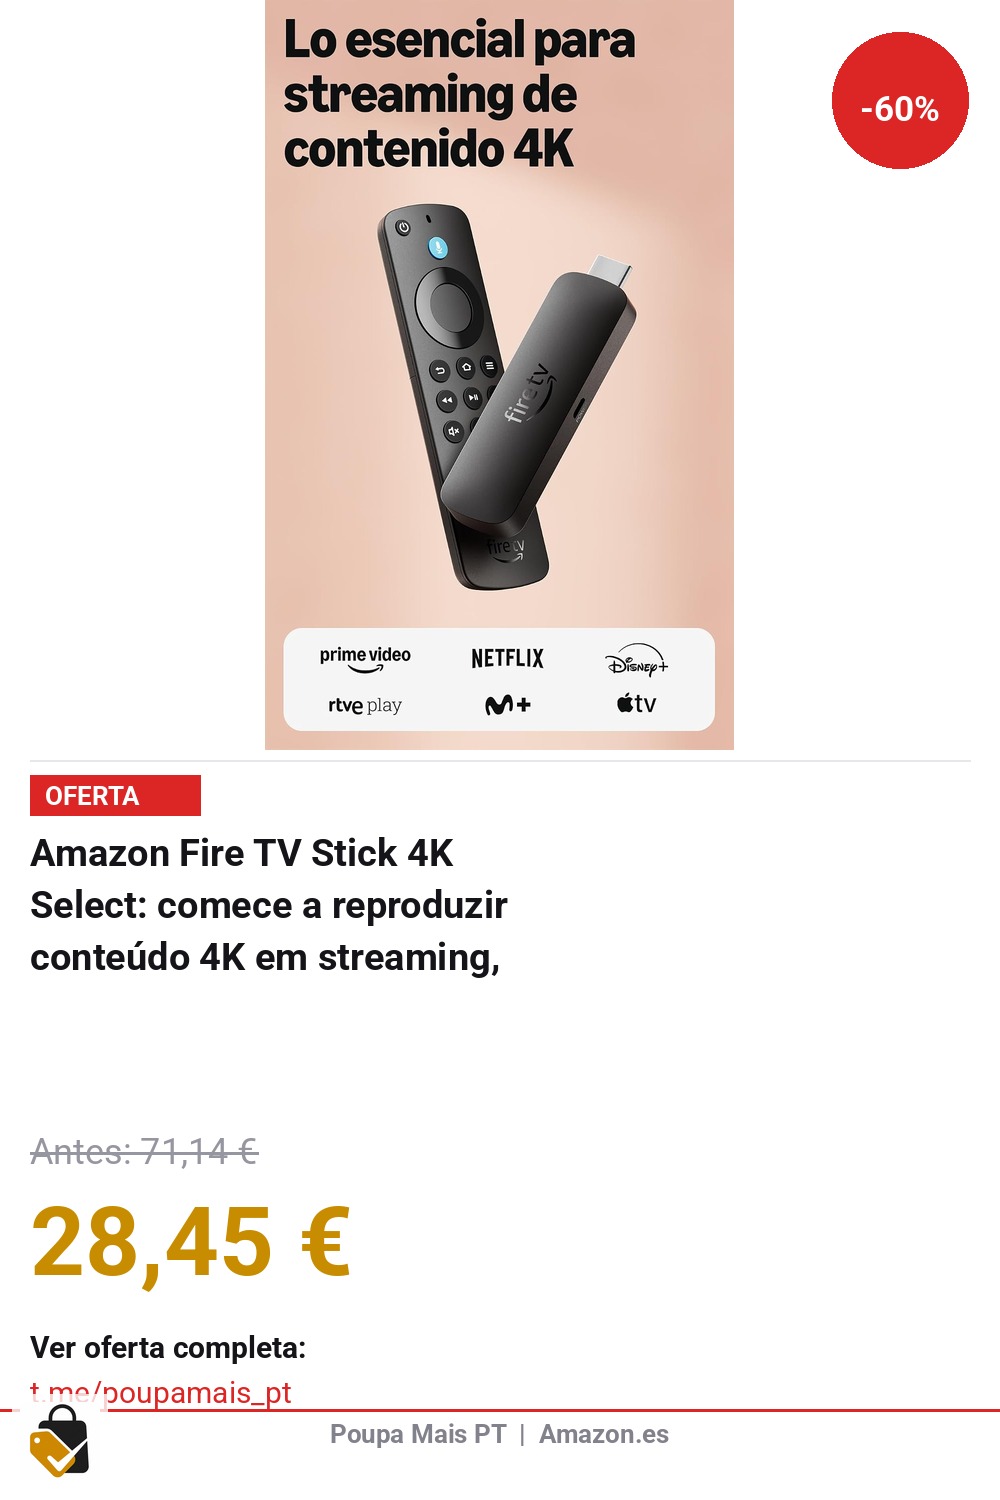 Lo esencial para
streaming de
contenido 4K
-60%
fire tv
fire tv
prime video
NETFLIX
Disney+
rtve play
M+
tv
OFERTA
Amazon Fire TV Stick 4K
Select: comece a reproduzir
conteúdo 4K em streaming,
Antes: 71,14 €
28,45 €
Ver oferta completa:
t.me/poupamais_pt
Poupa Mais PT | Amazon.es